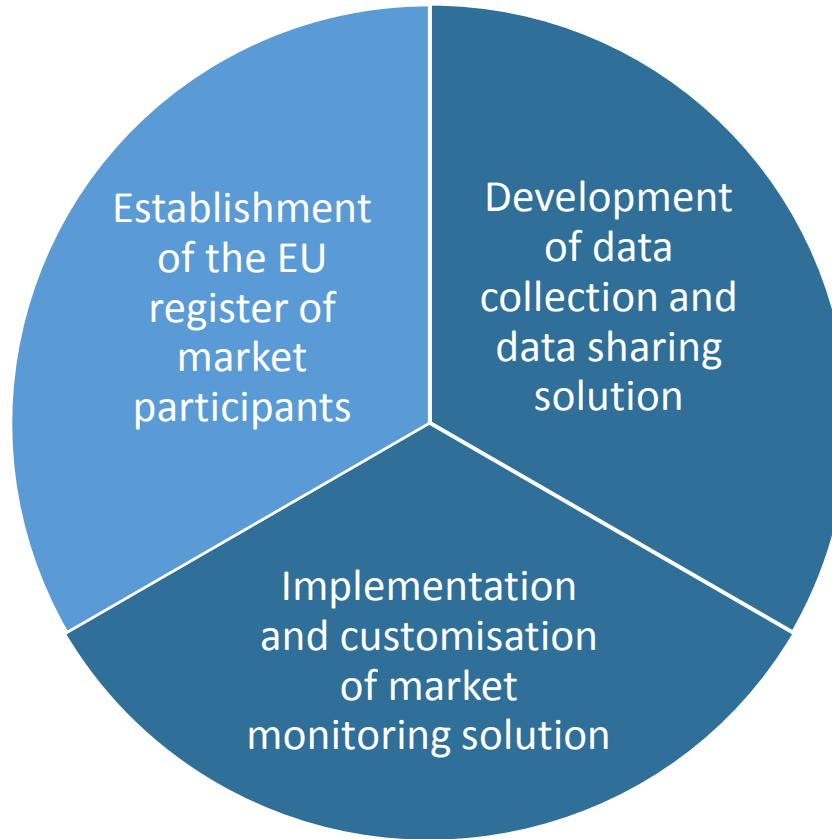 Establishment
of the EU
register of
market
participants
Development
of data
collection and
data sharing
solution
Implementation
and customisation
of market
monitoring solution